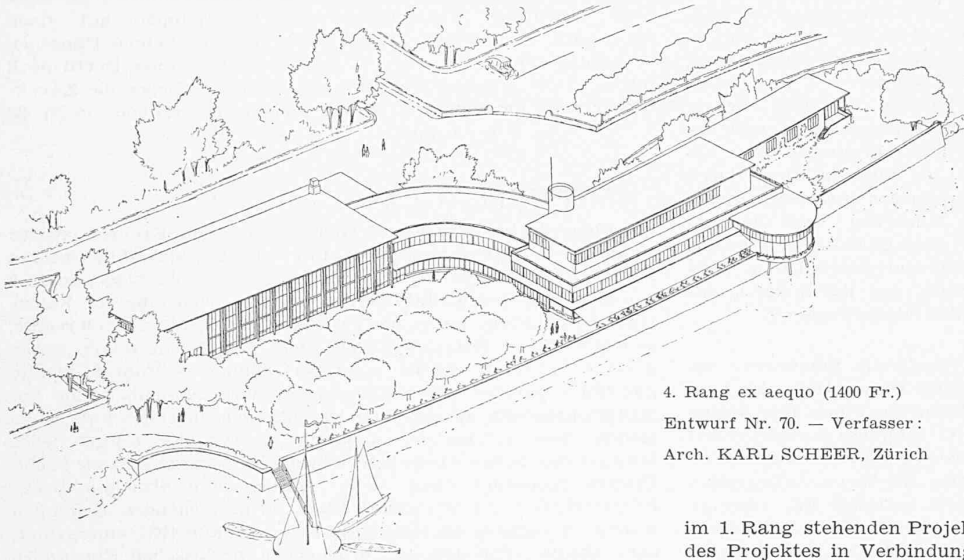 4. Rang ex aequo (1400 Fr.)
Entwurf Nr. 70. — Verfasser:
Arch. KARL SCHEER, Zürich
im 1. Rang stehenden Projek
des Projektes in Verbindung